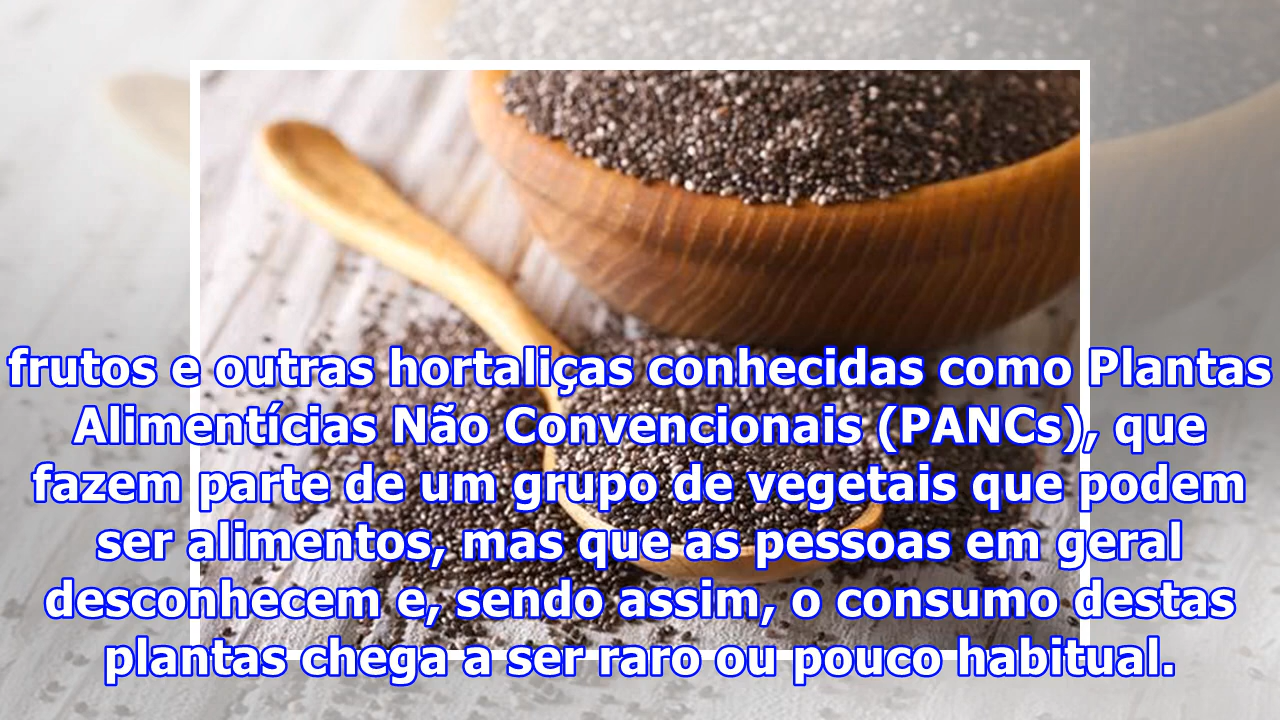 frutos e outras hortaliças conhecidas como Plantas
Alimentícias Não Convencionais (PANCs), que
fazem parte de um grupo de vegetais que podem
ser alimentos, mas que as pessoas em geral
desconhecem e, sendo assim, o consumo destas
plantas chega a ser raro ou pouco habitual.